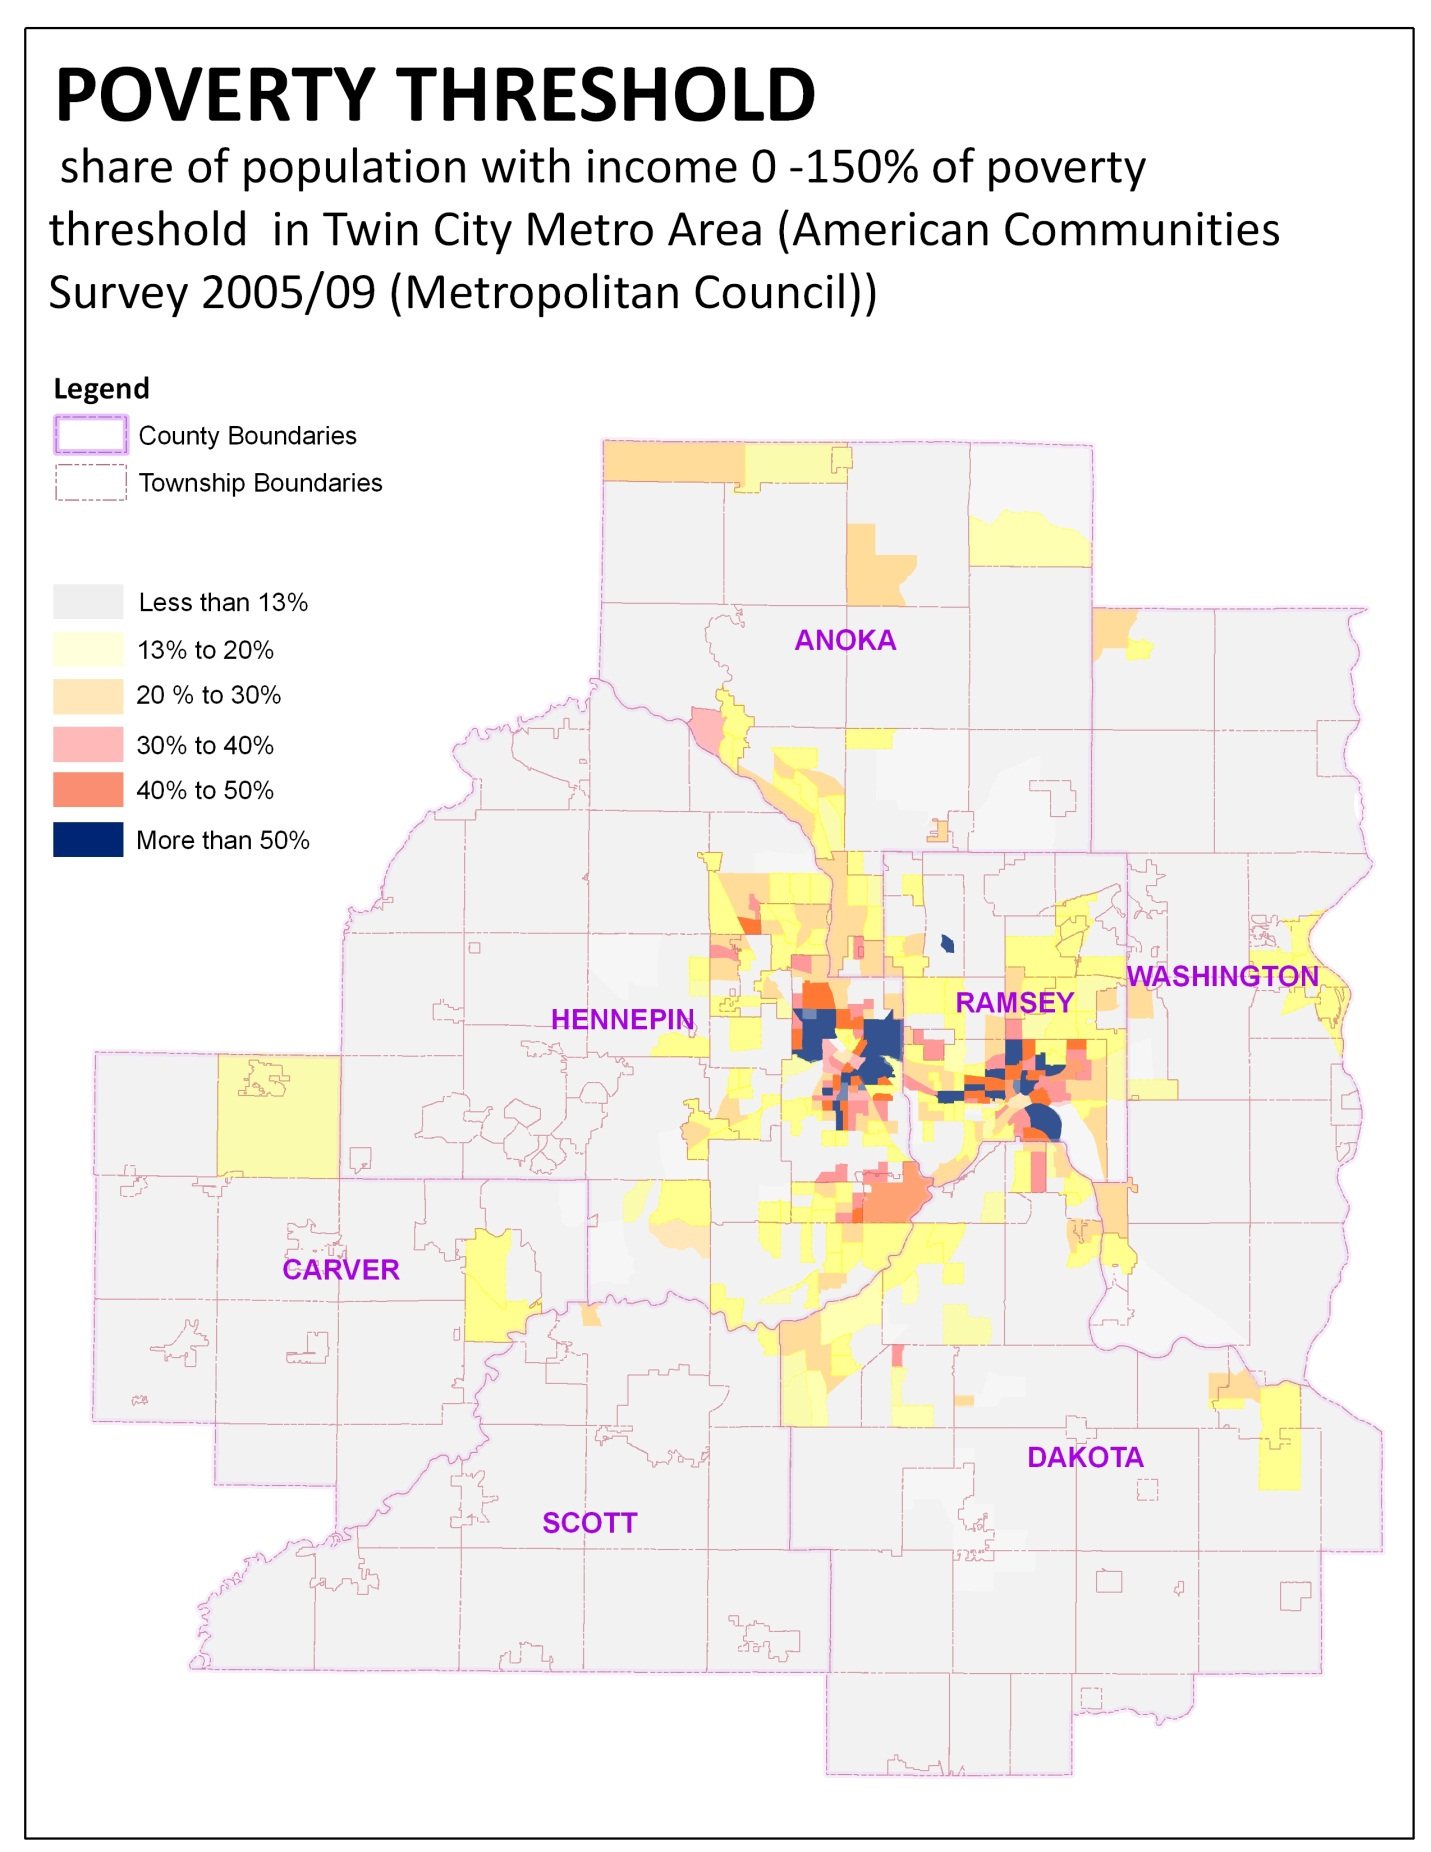 POVERTY THRESHOLD
share of population with income 0 -150% of poverty
threshold in Twin City Metro Area (American Communities
Survey 2005/09 (Metropolitan Council))
Legend
County Boundaries
Township Boundaries
Less than 13%
13% to 20%
20 % to 30%
30% to 40%
40% to 50%
More than 50%
ANOKA
WASHINGTON
RAMSEY
HENNEPIN
CARVER
DAKOTA
SCOTT